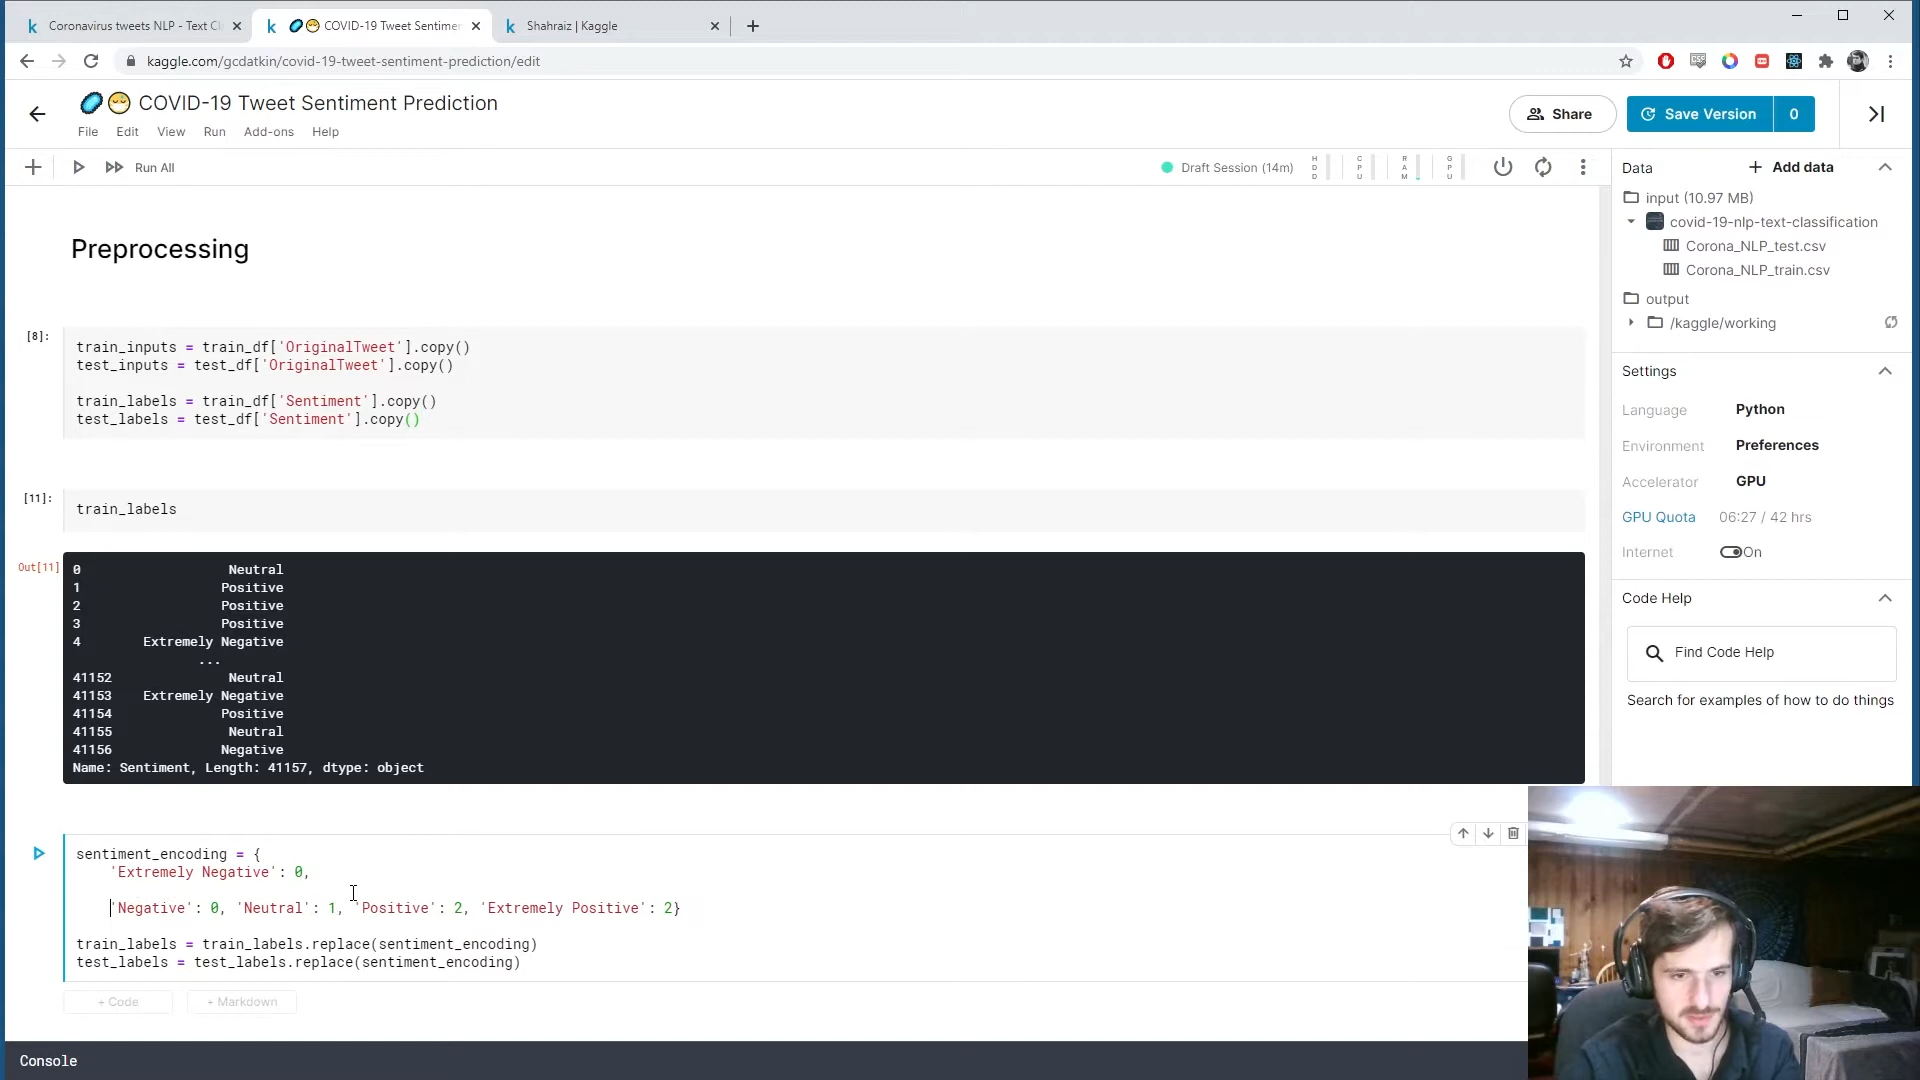 Coronavirus tweets NLP - Text Cl
COVID-19 Tweet Sentimen
Shahraiz | Kaggle
kaggle.com/gcdatkin/covid-19-tweet-sentiment-prediction/edit
COVID-19 Tweet Sentiment Prediction
File Edit View Run Add-ons Help
Share
Save Version 0
Run All
Draft Session (14m)
HDD
CPU
RAM
GPU
Preprocessing
[8]:
train_inputs = train_df['OriginalTweet'].copy()
test_inputs = test_df['OriginalTweet'].copy()
train_labels = train_df['Sentiment'].copy()
test_labels = test_df['Sentiment'].copy()
[11]:
train_labels
Out[11]
0 Neutral
1 Positive
2 Positive
3 Positive
4 Extremely Negative
...
41152 Neutral
41153 Extremely Negative
41154 Positive
41155 Neutral
41156 Negative
Name: Sentiment, Length: 41157, dtype: object
sentiment_encoding = {
'Extremely Negative': 0,
'Negative': 0, 'Neutral': 1, 'Positive': 2, 'Extremely Positive': 2}
train_labels = train_labels.replace(sentiment_encoding)
test_labels = test_labels.replace(sentiment_encoding)
+ Code
+ Markdown
Console
Data
+ Add data
input (10.97 MB)
covid-19-nlp-text-classification
Corona_NLP_test.csv
Corona_NLP_train.csv
output
/kaggle/working
Settings
Language Python
Environment Preferences
Accelerator GPU
GPU Quota 06:27 / 42 hrs
Internet On
Code Help
Find Code Help
Search for examples of how to do things